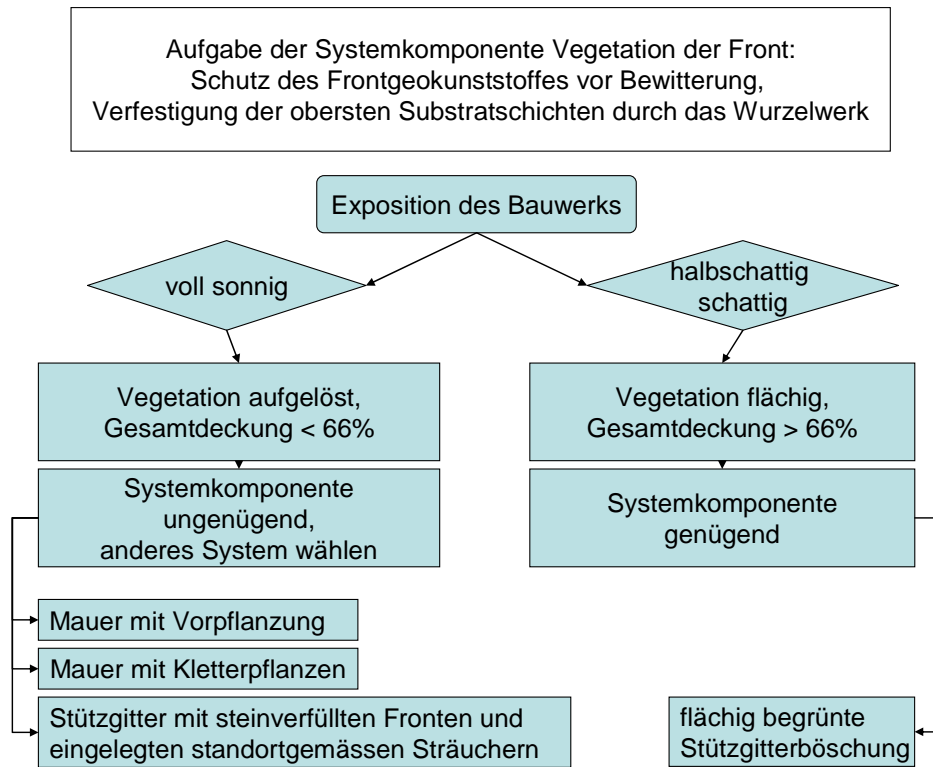 Aufgabe der Systemkomponente Vegetation der Front:
Schutz des Frontgeokunststoffes vor Bewitterung,
Verfestigung der obersten Substratschichten durch das Wurzelwerk
Exposition des Bauwerks
voll sonnig
halbschattig
schattig
Vegetation aufgelöst,
Gesamtdeckung < 66%
Vegetation flächig,
Gesamtdeckung > 66%
Systemkomponente
ungenügend,
anderes System wählen
Systemkomponente
genügend
Mauer mit Vorpflanzung
Mauer mit Kletterpflanzen
Stützgitter mit steinverfüllten Fronten und
eingelegten standortgemässen Sträuchern
flächig begrünte
Stützgitterböschung